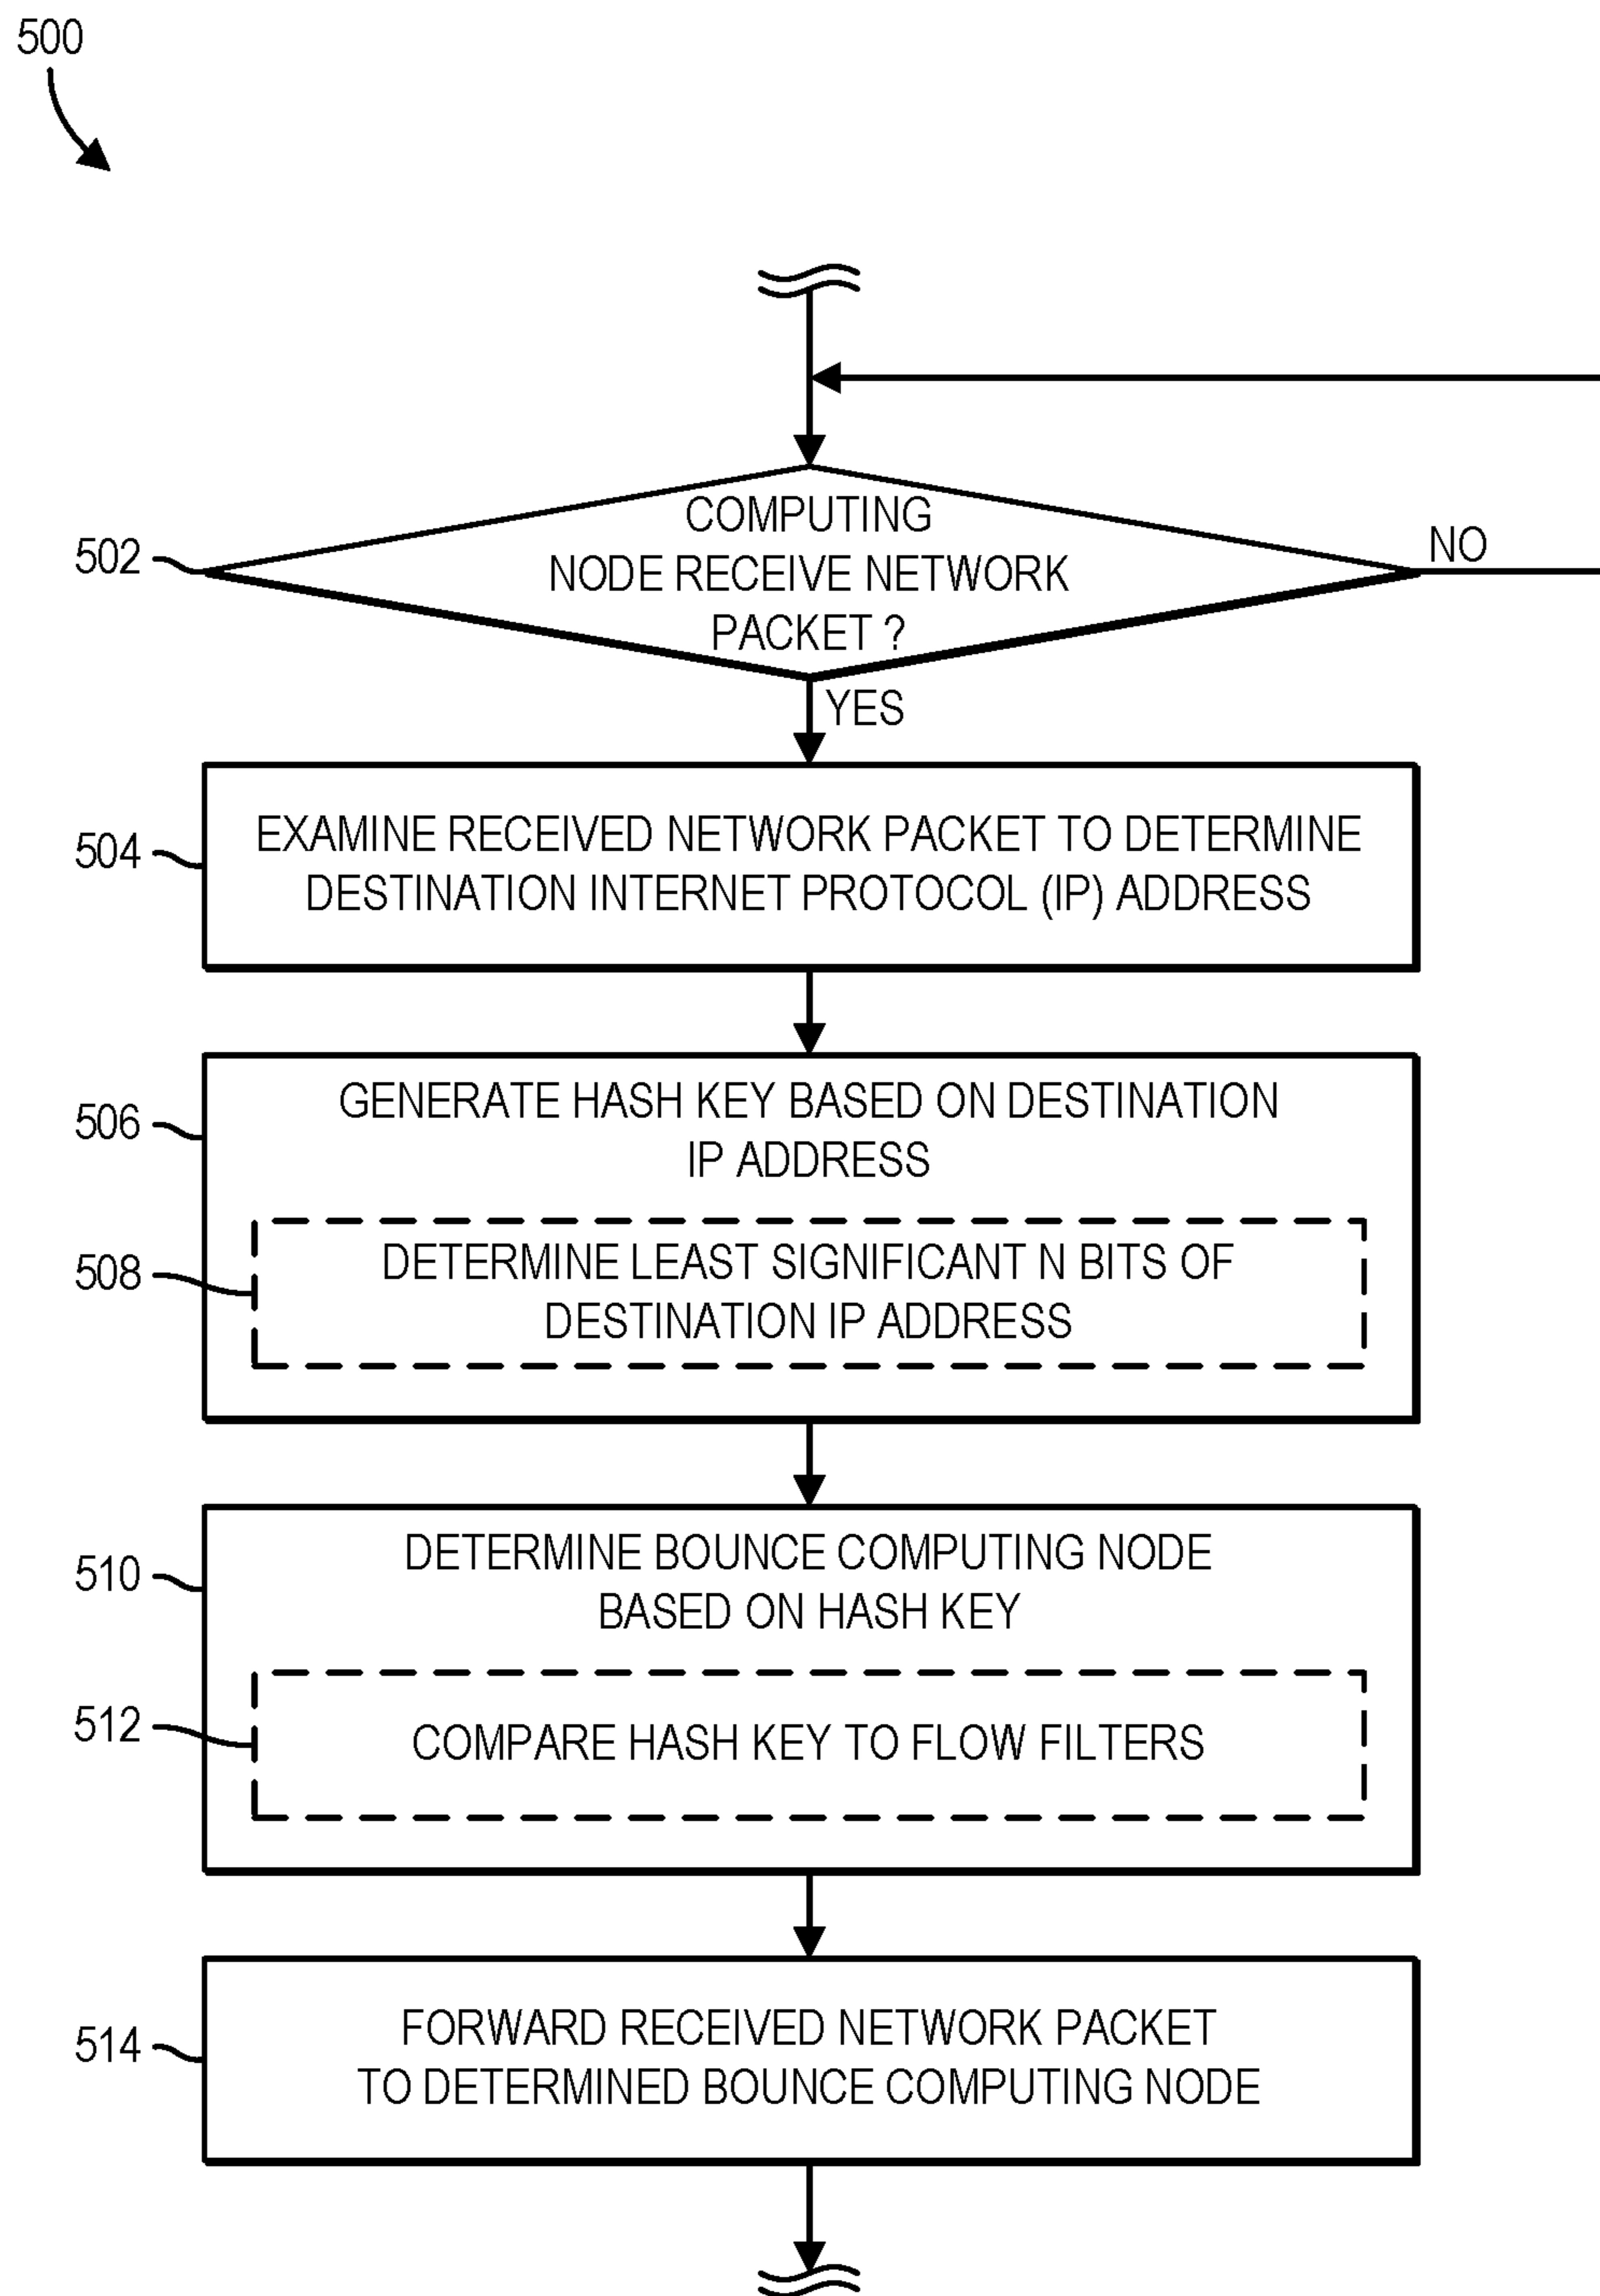 500
COMPUTING
NODE RECEIVE NETWORK
PACKET ?
502
NO
YES
504
EXAMINE RECEIVED NETWORK PACKET TO DETERMINE
DESTINATION INTERNET PROTOCOL (IP) ADDRESS
506
GENERATE HASH KEY BASED ON DESTINATION
IP ADDRESS
508
DETERMINE LEAST SIGNIFICANT N BITS OF
DESTINATION IP ADDRESS
510
DETERMINE BOUNCE COMPUTING NODE
BASED ON HASH KEY
512
COMPARE HASH KEY TO FLOW FILTERS
514
FORWARD RECEIVED NETWORK PACKET
TO DETERMINED BOUNCE COMPUTING NODE